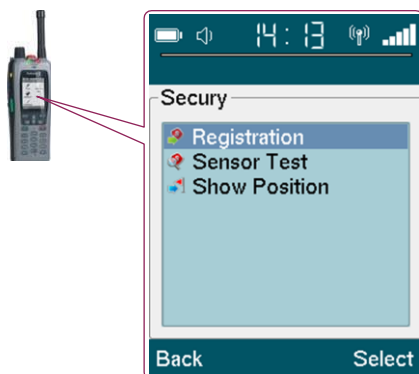 14:13
Secury
Registration
Sensor Test
Show Position
Back Select